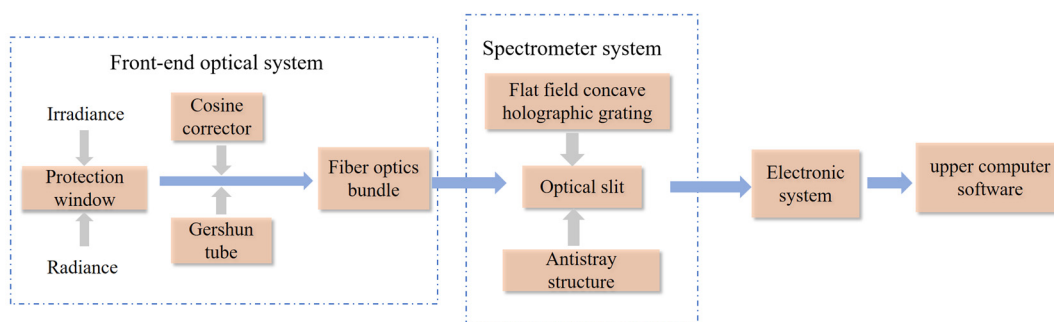 Front-end optical system
Irradiance
Protection
window
Radiance
Cosine
corrector
Gershun
tube
Fiber optics
bundle
Spectrometer system
Flat field concave
holographic grating
Optical slit
Antistray
structure
Electronic
system
upper computer
software